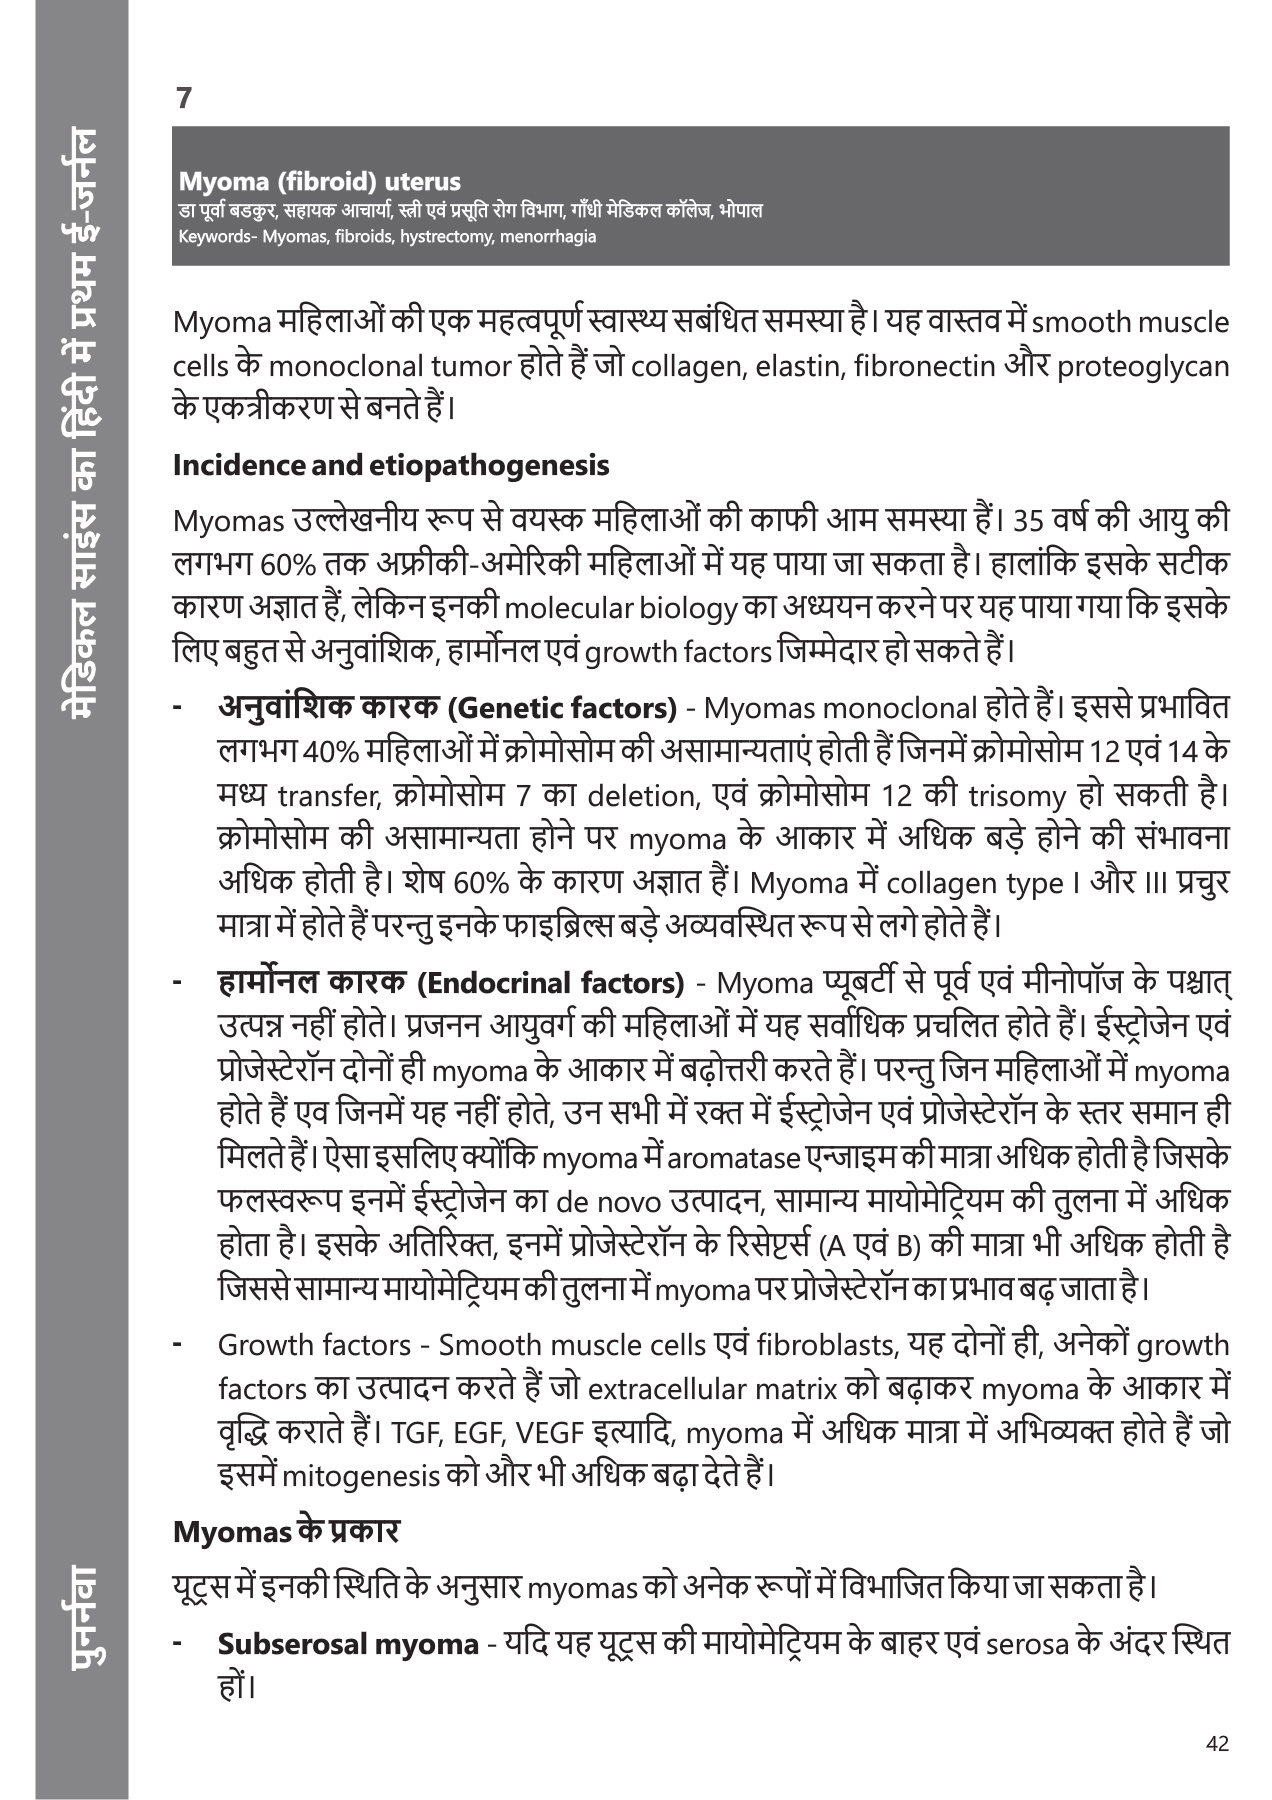 मेडिकल साइंस का हिंदी में प्रथम ई-जर्नल
पुनर्नवा
7
Myoma (fibroid) uterus
डा पूर्वा बडकुर, सहायक आचार्या, स्त्री एवं प्रसूति रोग विभाग, गाँधी मेडिकल कॉलेज, भोपाल
Keywords- Myomas, fibroids, hystrectomy, menorrhagia
Myoma महिलाओं की एक महत्वपूर्ण स्वास्थ्य सबंधित समस्या है। यह वास्तव में smooth muscle
cells के monoclonal tumor होते हैं जो collagen, elastin, fibronectin और proteoglycan
के एकत्रीकरण से बनते हैं।
Incidence and etiopathogenesis
Myomas उल्लेखनीय रूप से वयस्क महिलाओं की काफी आम समस्या हैं। 35 वर्ष की आयु की
लगभग 60% तक अफ्रीकी-अमेरिकी महिलाओं में यह पाया जा सकता है। हालांकि इसके सटीक
कारण अज्ञात हैं, लेकिन इनकी molecular biology का अध्ययन करने पर यह पाया गया कि इसके
लिए बहुत से अनुवांशिक, हार्मोनल एवं growth factors जिम्मेदार हो सकते हैं।
- अनुवांशिक कारक (Genetic factors) - Myomas monoclonal होते हैं। इससे प्रभावित
लगभग 40% महिलाओं में क्रोमोसोम की असामान्यताएं होती हैं जिनमें क्रोमोसोम 12 एवं 14 के
मध्य transfer, क्रोमोसोम 7 का deletion, एवं क्रोमोसोम 12 की trisomy हो सकती है।
क्रोमोसोम की असामान्यता होने पर myoma के आकार में अधिक बड़े होने की संभावना
अधिक होती है। शेष 60% के कारण अज्ञात हैं। Myoma में collagen type I और III प्रचुर
मात्रा में होते हैं परन्तु इनके फाइब्रिल्स बड़े अव्यवस्थित रूप से लगे होते हैं।
- हार्मोनल कारक (Endocrinal factors) - Myoma प्यूबर्टी से पूर्व एवं मीनोपॉज के पश्चात्
उत्पन्न नहीं होते। प्रजनन आयुवर्ग की महिलाओं में यह सर्वाधिक प्रचलित होते हैं। ईस्ट्रोजेन एवं
प्रोजेस्टेरॉन दोनों ही myoma के आकार में बढ़ोत्तरी करते हैं। परन्तु जिन महिलाओं में myoma
होते हैं एव जिनमें यह नहीं होते, उन सभी में रक्त में ईस्ट्रोजेन एवं प्रोजेस्टेरॉन के स्तर समान ही
मिलते हैं। ऐसा इसलिए क्योंकि myoma में aromatase एन्जाइम की मात्रा अधिक होती है जिसके
फलस्वरूप इनमें ईस्ट्रोजेन का de novo उत्पादन, सामान्य मायोमेट्रियम की तुलना में अधिक
होता है। इसके अतिरिक्त, इनमें प्रोजेस्टेरॉन के रिसेप्टर्स (A एवं B) की मात्रा भी अधिक होती है
जिससे सामान्य मायोमेट्रियम की तुलना में myoma पर प्रोजेस्टेरॉन का प्रभाव बढ़ जाता है।
- Growth factors - Smooth muscle cells एवं fibroblasts, यह दोनों ही, अनेकों growth
factors का उत्पादन करते हैं जो extracellular matrix को बढ़ाकर myoma के आकार में
वृद्धि कराते हैं। TGF, EGF, VEGF इत्यादि, myoma में अधिक मात्रा में अभिव्यक्त होते हैं जो
इसमें mitogenesis को और भी अधिक बढ़ा देते हैं।
Myomas के प्रकार
यूट्रस में इनकी स्थिति के अनुसार myomas को अनेक रूपों में विभाजित किया जा सकता है।
- Subserosal myoma - यदि यह यूट्रस की मायोमेट्रियम के बाहर एवं serosa के अंदर स्थित
हों।
42